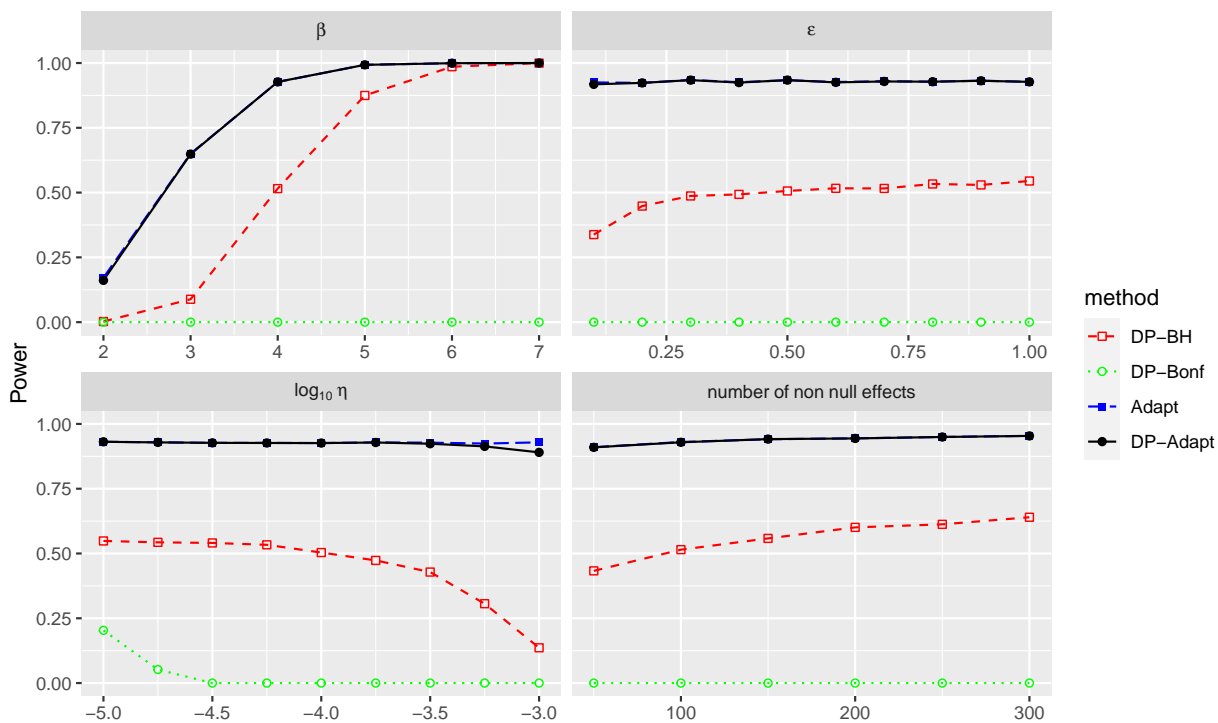 β
ε
1.00
0.75
0.50
0.25
0.00
2 3 4 5 6 7
0.25 0.50 0.75 1.00
Power
log₁₀ η
number of non null effects
1.00
0.75
0.50
0.25
0.00
−5.0 −4.5 −4.0 −3.5 −3.0
100 200 300
method
DP−BH
DP−Bonf
Adapt
DP−Adapt